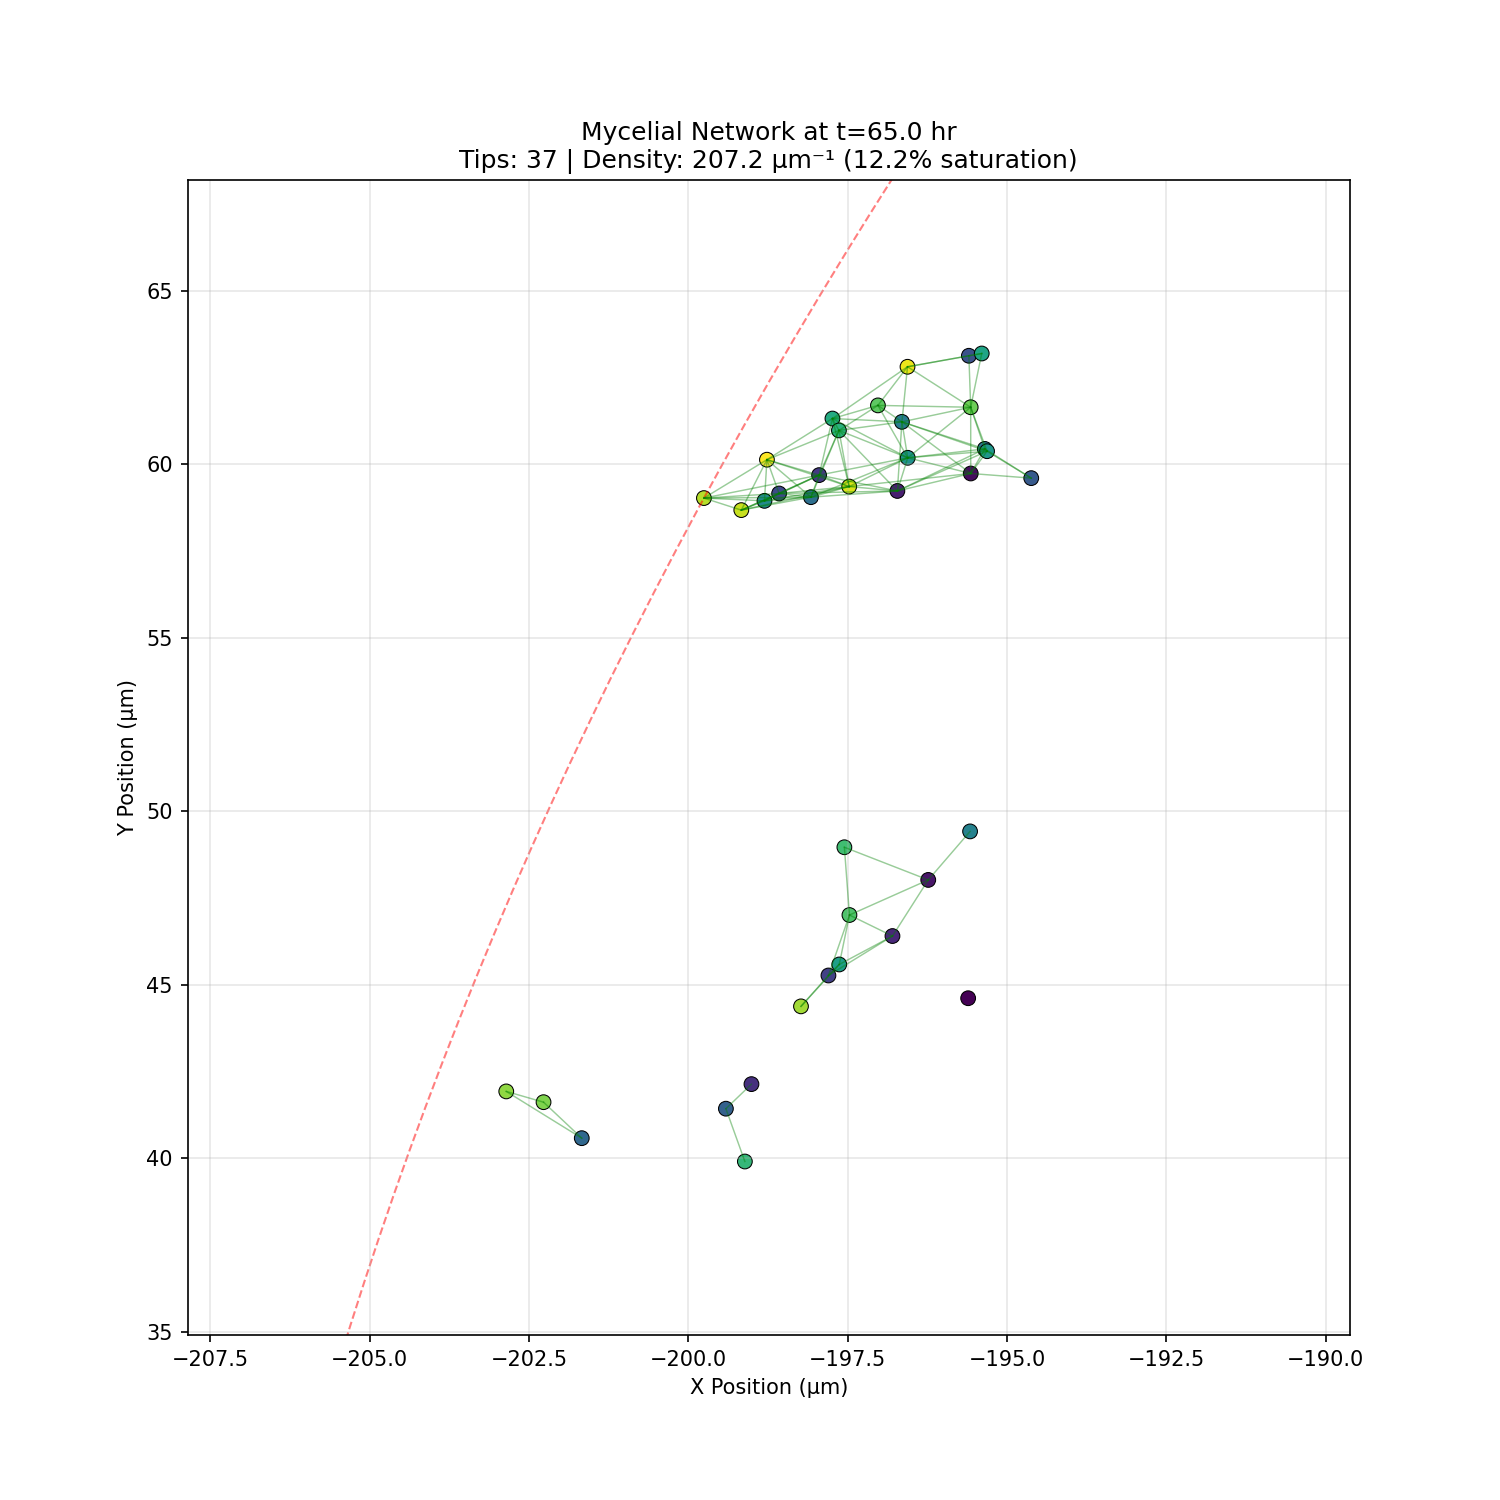 Mycelial Network at t=65.0 hr
Tips: 37 | Density: 207.2 μm⁻¹ (12.2% saturation)
65
60
55
50
45
40
35
Y Position (μm)
−207.5 −205.0 −202.5 −200.0 −197.5 −195.0 −192.5 −190.0
X Position (μm)